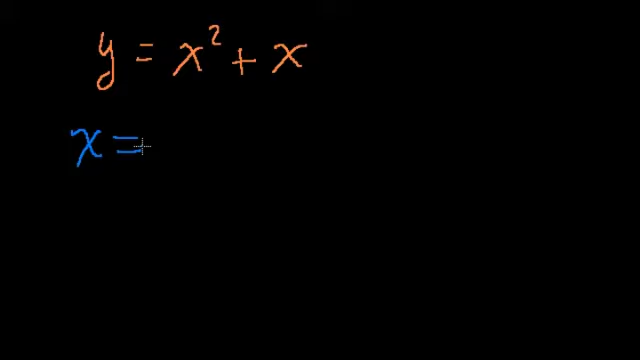 y = x² + x
x =